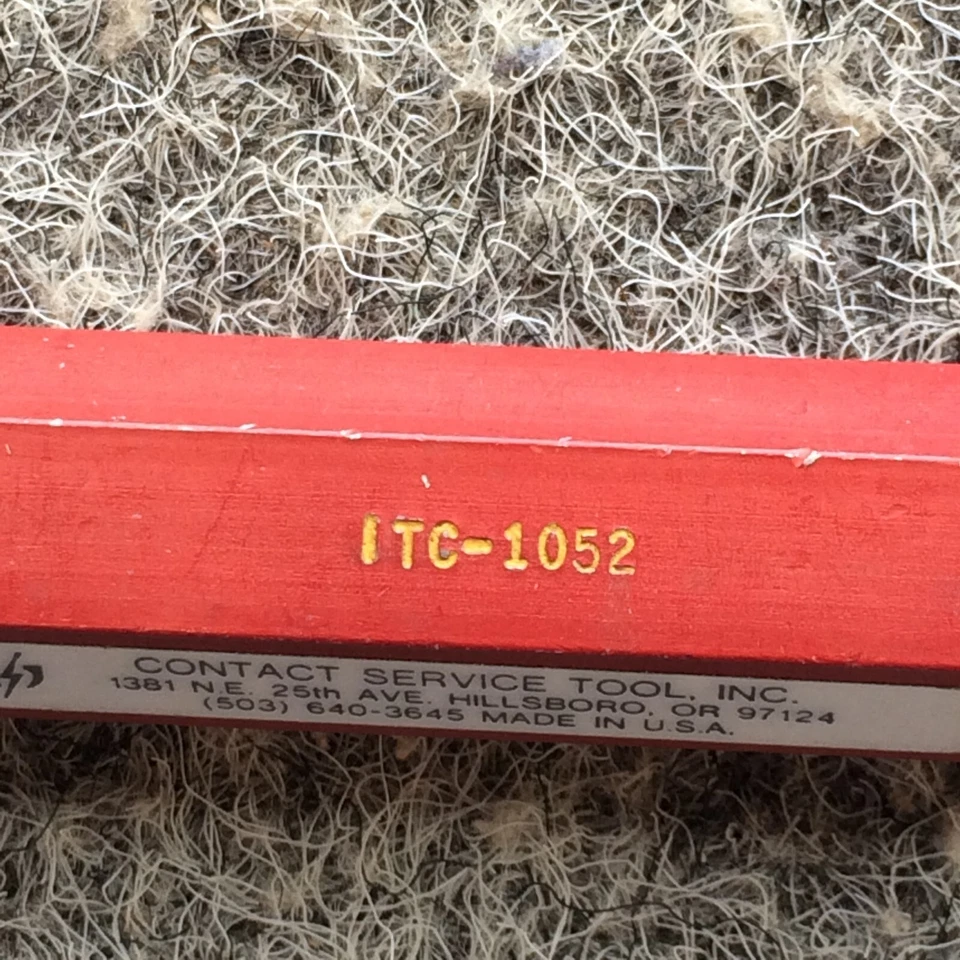 ITC-1052
CONTACT SERVICE TOOL, INC.
1381 N.E. 25th AVE. HILLSBORO, OR 97124
(503) 640-3645 MADE IN U.S.A.